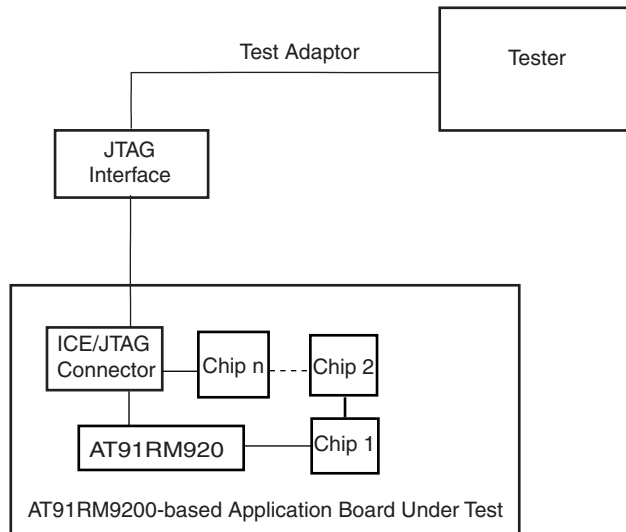 Test Adaptor
Tester
JTAG
Interface
ICE/JTAG
Connector
Chip n
Chip 2
AT91RM920
Chip 1
AT91RM9200-based Application Board Under Test